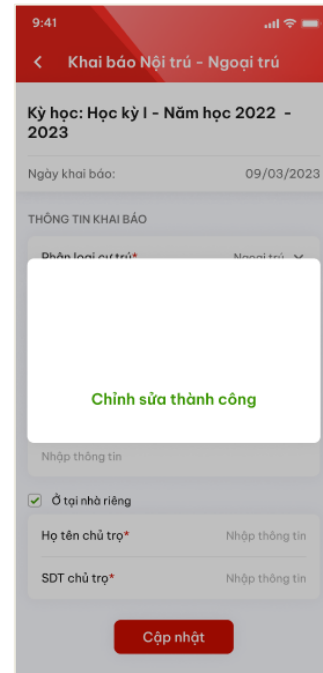 9:41
Khai báo Nội trú - Ngoại trú
Kỳ học: Học kỳ I - Năm học 2022 -
2023
Ngày khai báo: 09/03/2023
THÔNG TIN KHAI BÁO
Phân loại cư trú* Ngoại trú
Chỉnh sửa thành công
Nhập thông tin
Ở tại nhà riêng
Họ tên chủ trọ* Nhập thông tin
SDT chủ trọ* Nhập thông tin
Cập nhật